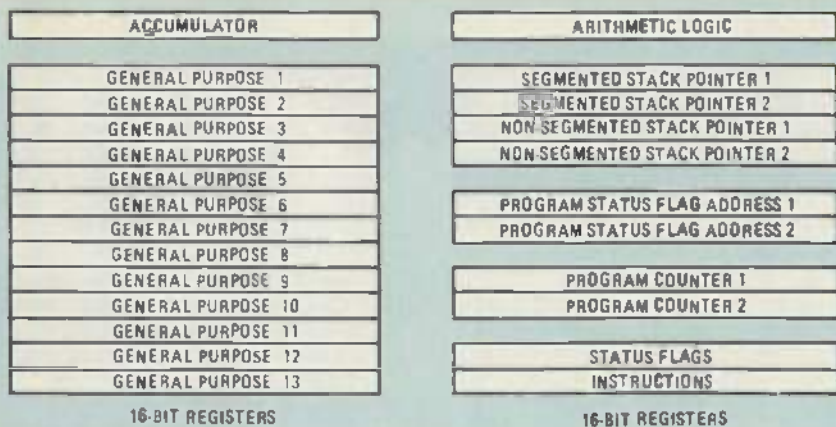 ACCUMULATOR
GENERAL PURPOSE 1
GENERAL PURPOSE 2
GENERAL PURPOSE 3
GENERAL PURPOSE 4
GENERAL PURPOSE 5
GENERAL PURPOSE 6
GENERAL PURPOSE 7
GENERAL PURPOSE 8
GENERAL PURPOSE 9
GENERAL PURPOSE 10
GENERAL PURPOSE 11
GENERAL PURPOSE 12
GENERAL PURPOSE 13
16-BIT REGISTERS
ARITHMETIC LOGIC
SEGMENTED STACK POINTER 1
SEGMENTED STACK POINTER 2
NON-SEGMENTED STACK POINTER 1
NON-SEGMENTED STACK POINTER 2
PROGRAM STATUS FLAG ADDRESS 1
PROGRAM STATUS FLAG ADDRESS 2
PROGRAM COUNTER 1
PROGRAM COUNTER 2
STATUS FLAGS
INSTRUCTIONS
16-BIT REGISTERS